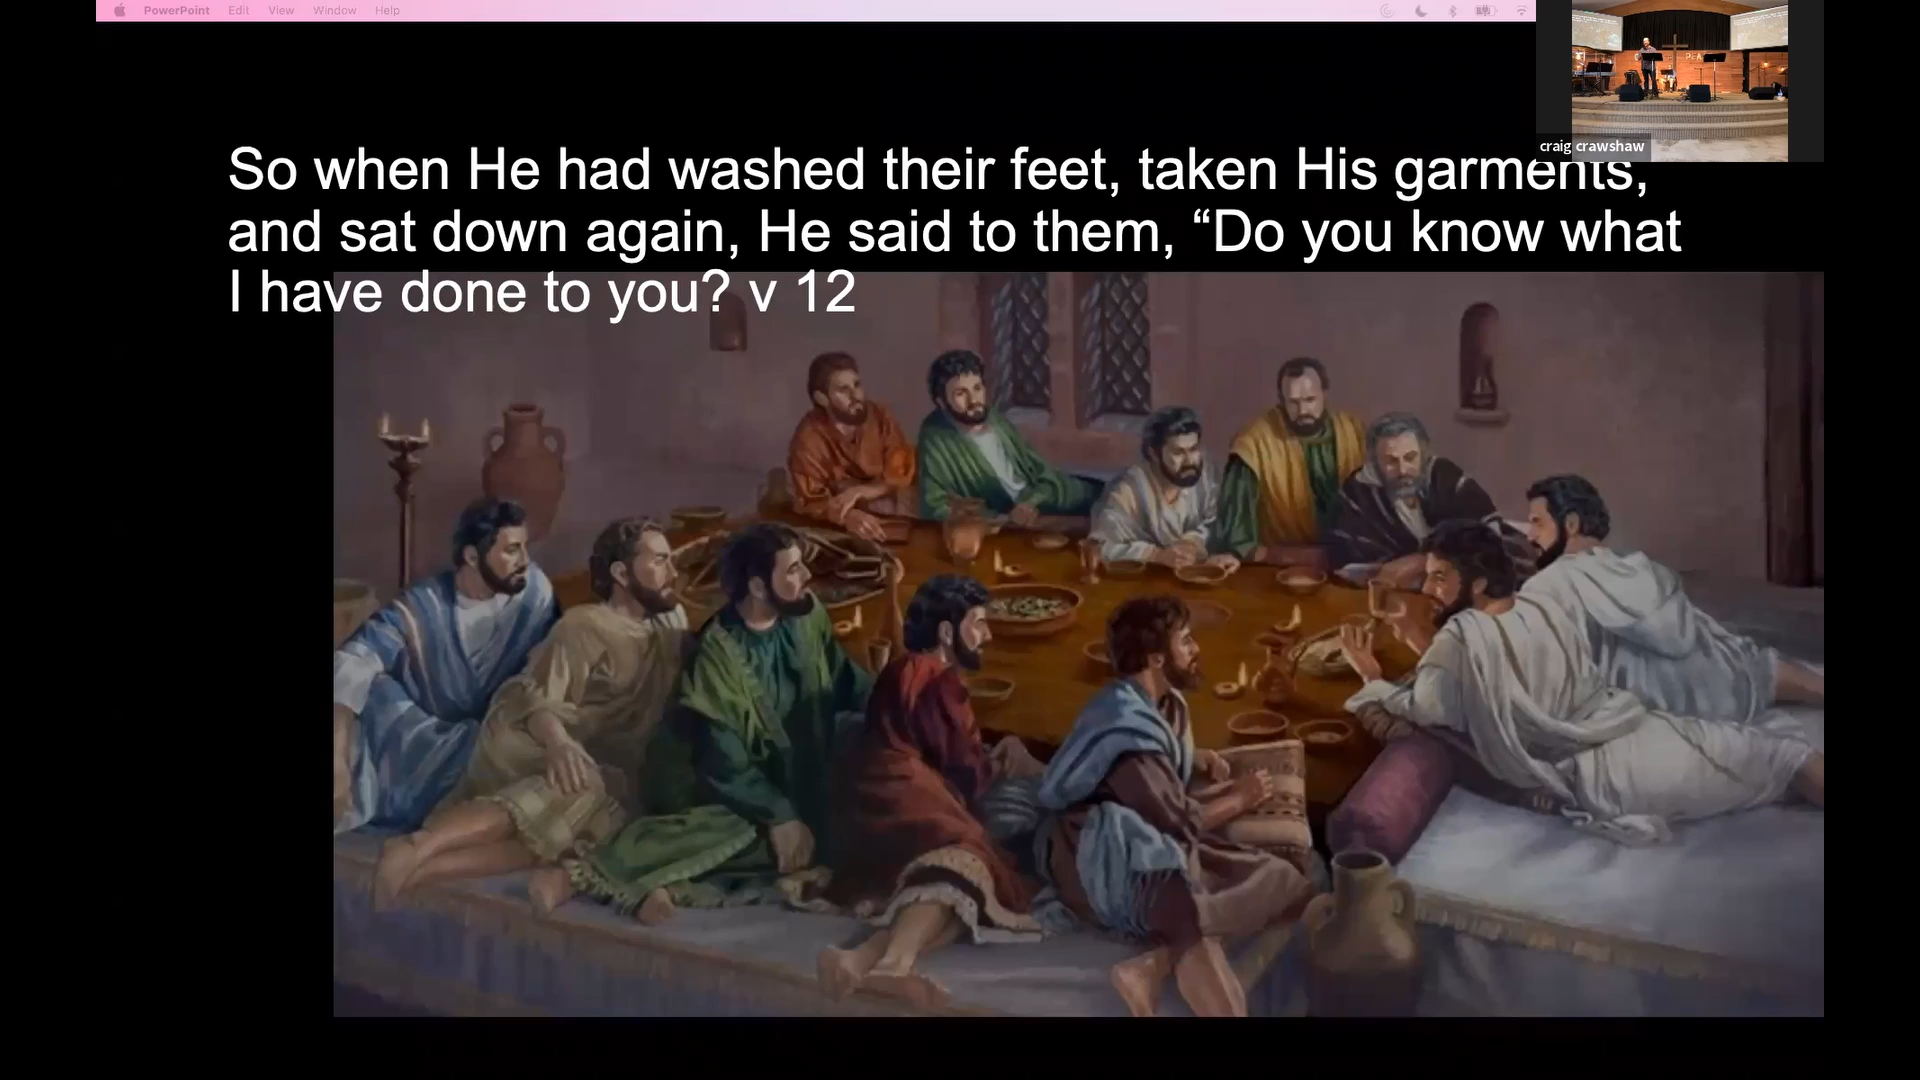 PowerPoint Edit View Window Help
craig crawshaw
So when He had washed their feet, taken His garments,
and sat down again, He said to them, “Do you know what
I have done to you? v 12